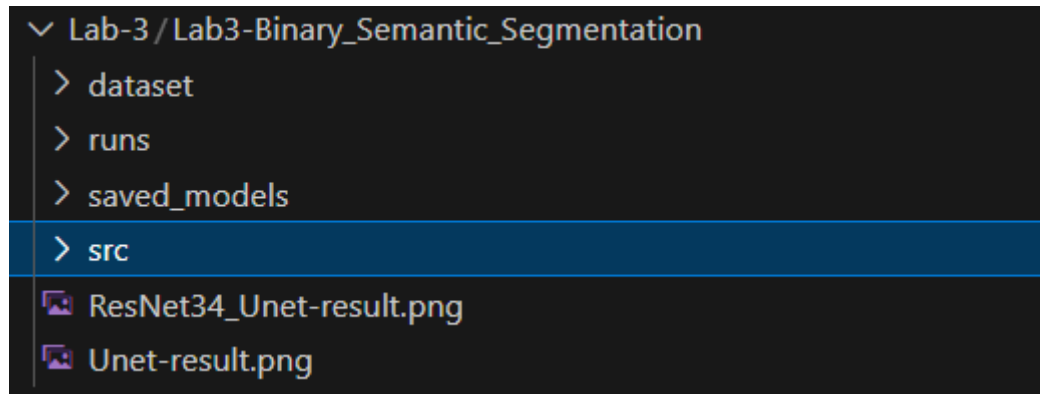 Lab-3 / Lab3-Binary_Semantic_Segmentation
dataset
runs
saved_models
src
ResNet34_Unet-result.png
Unet-result.png